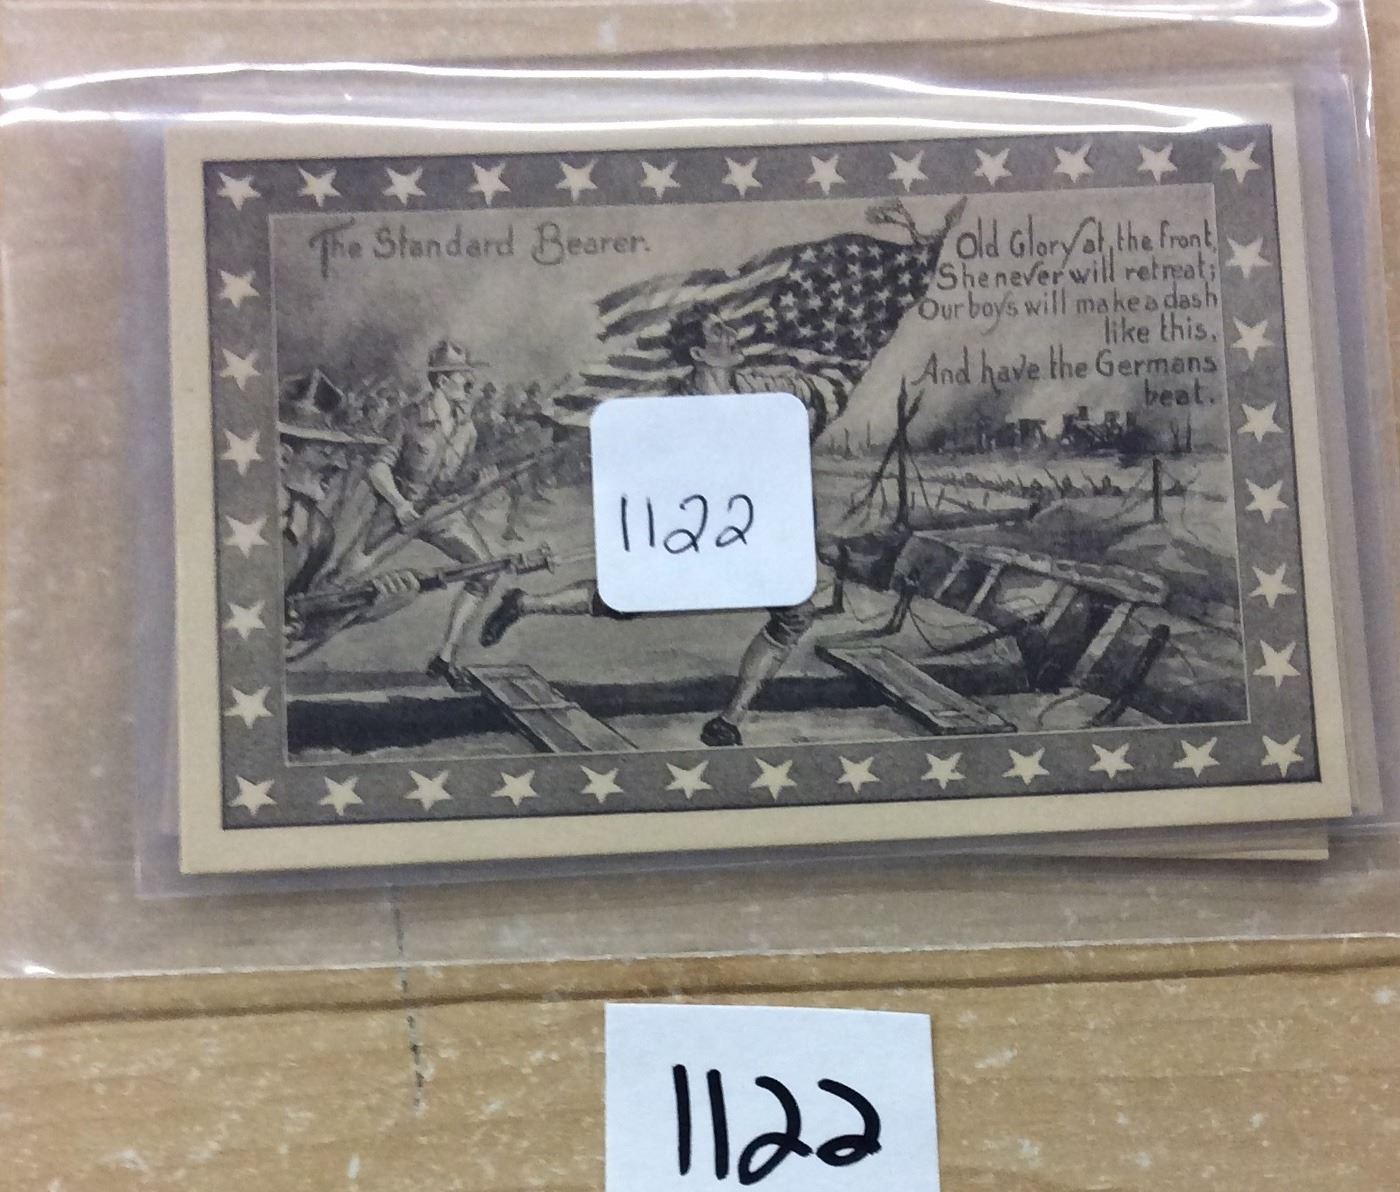 The Standard Bearer.
Old Glory at the front,
She never will retreat;
Our boys will make a dash
like this,
And have the Germans
beat.
1122
1122